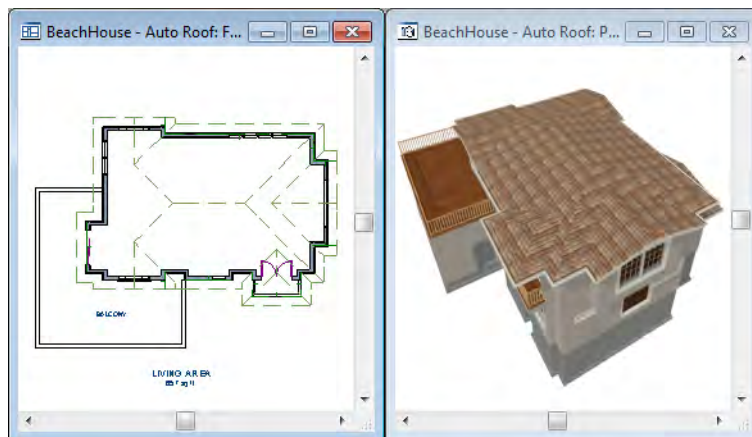 BeachHouse - Auto Roof: F...
BeachHouse - Auto Roof: P...
BALCONY
LIVING AREA